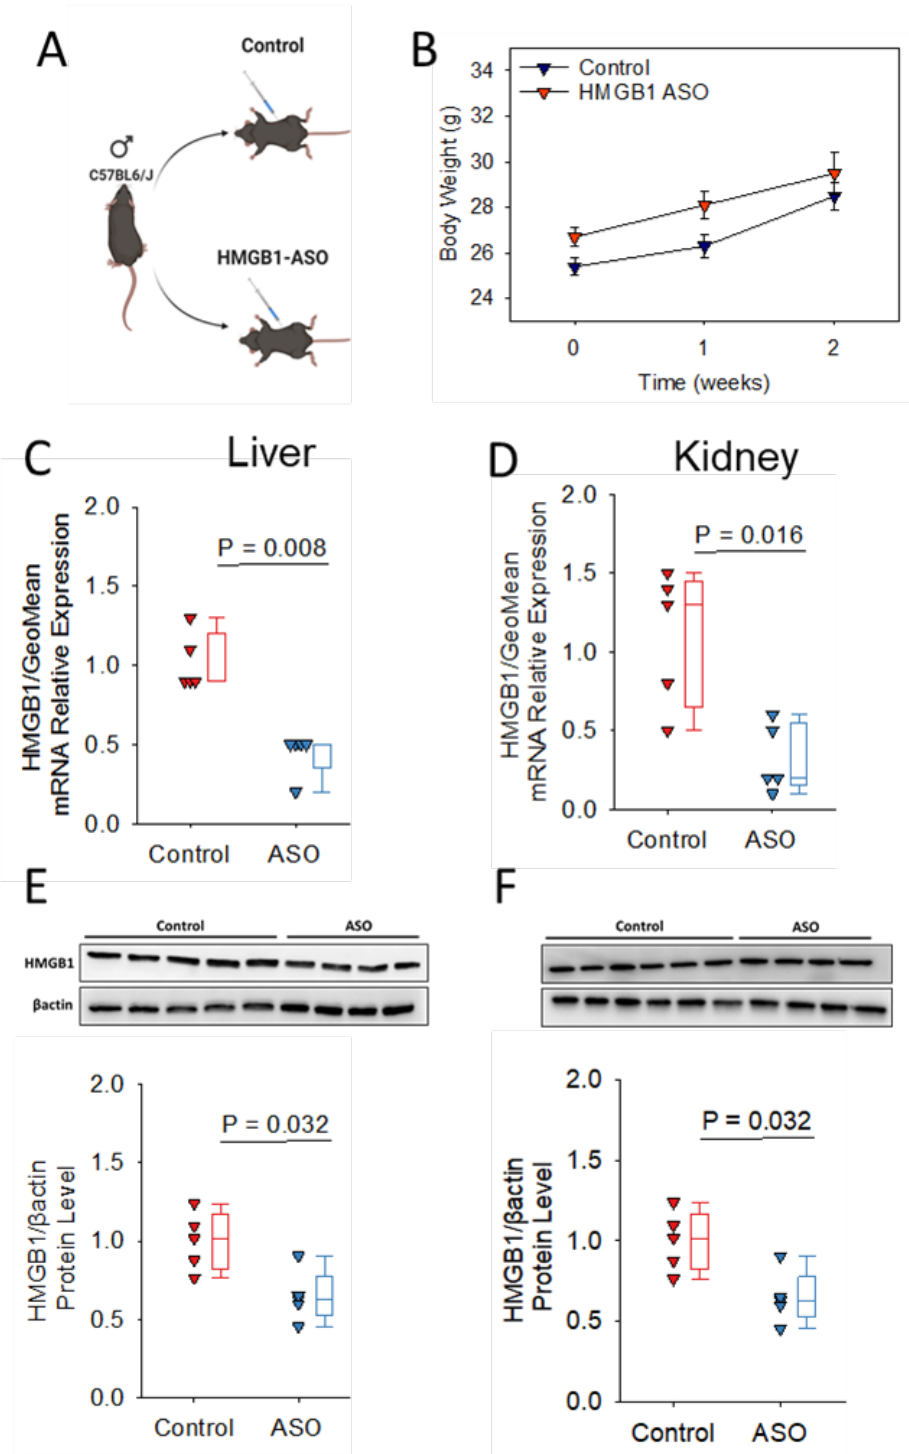 A
Control
♂
C57BL6/J
HMGB1-ASO
B
Control
HMGB1 ASO
34
32
30
28
26
24
Body Weight (g)
0 1 2
Time (weeks)
C Liver
HMGB1/GeoMean
mRNA Relative Expression
2.0
1.5
1.0
0.5
0.0
P = 0.008
Control ASO
D Kidney
HMGB1/GeoMean
mRNA Relative Expression
2.0
1.5
1.0
0.5
0.0
P = 0.016
Control ASO
E
Control ASO
HMGB1
βactin
HMGB1/βactin
Protein Level
2.0
1.5
1.0
0.5
0.0
P = 0.032
Control ASO
F
Control ASO
HMGB1/βactin
Protein Level
2.0
1.5
1.0
0.5
0.0
P = 0.032
Control ASO